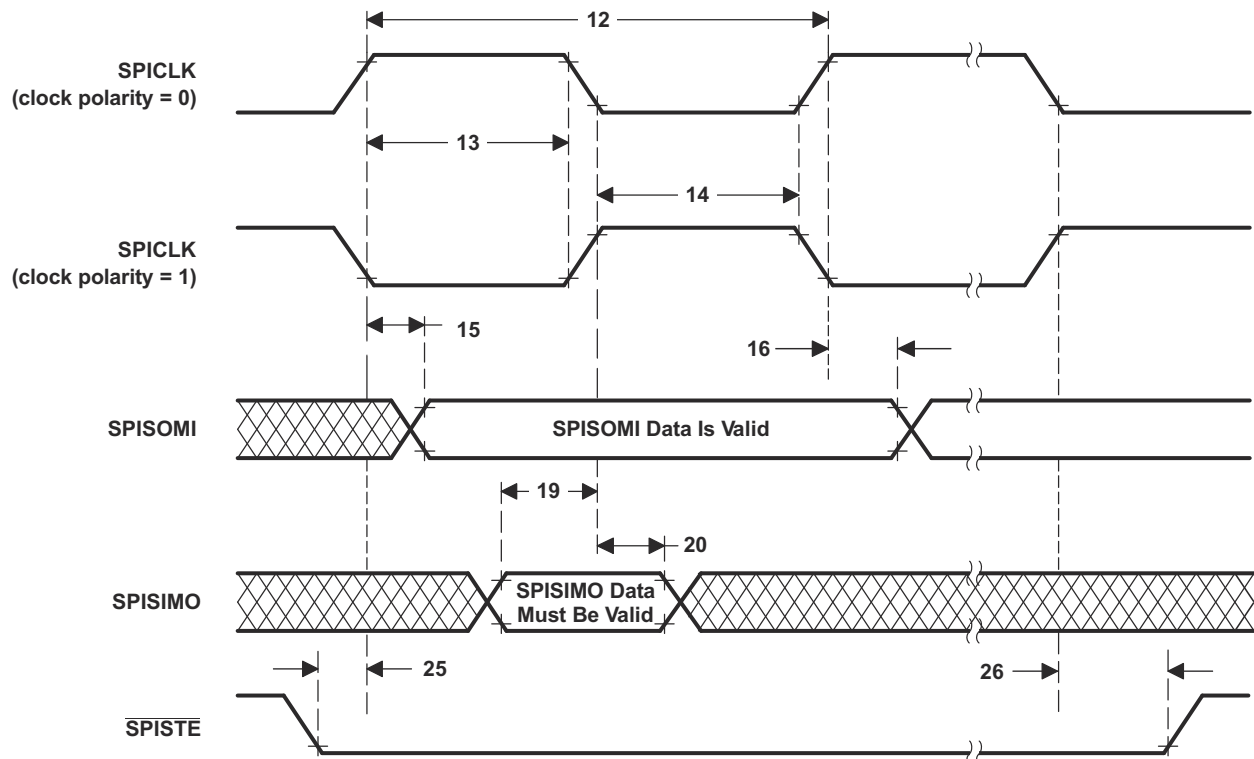 12
SPICLK
(clock polarity = 0)
13
14
SPICLK
(clock polarity = 1)
15
16
SPISOMI
SPISOMI Data Is Valid
19
20
SPISIMO
SPISIMO Data
Must Be Valid
25
26
SPISTE